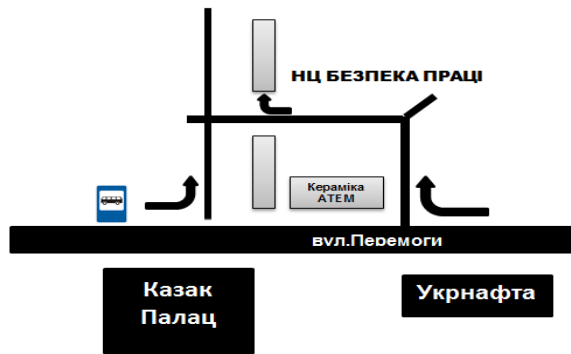 НЦ БЕЗПЕКА ПРАЦІ
Кераміка
АТЕМ
вул.Перемоги
Казак
Палац
Укрнафта